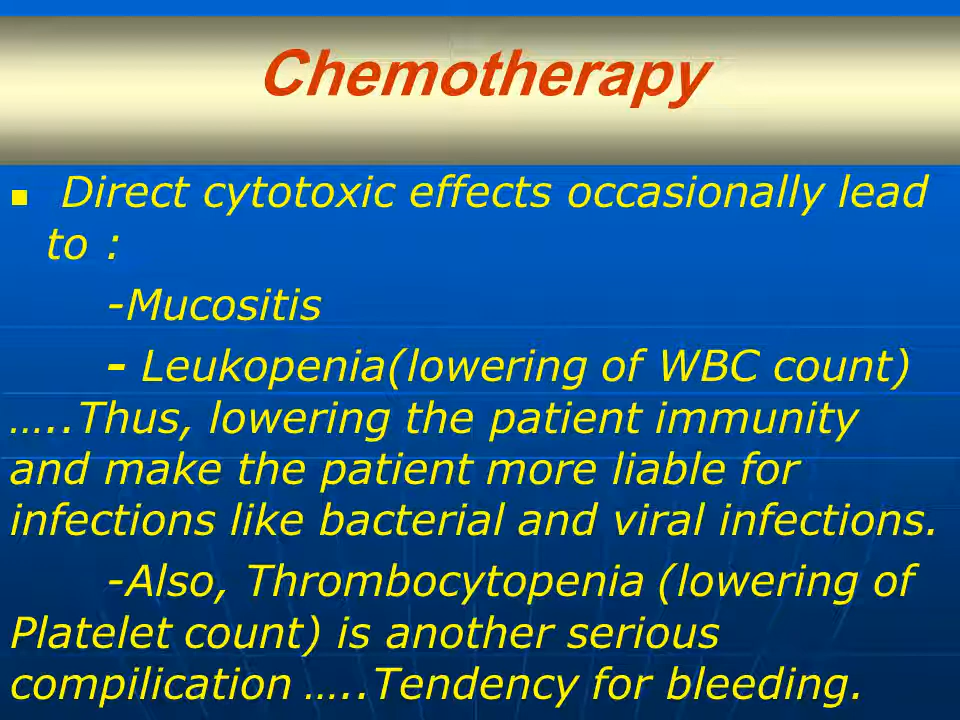 Chemotherapy
Direct cytotoxic effects occasionally lead
to :
-Mucositis
- Leukopenia(lowering of WBC count)
…..Thus, lowering the patient immunity
and make the patient more liable for
infections like bacterial and viral infections.
-Also, Thrombocytopenia (lowering of
Platelet count) is another serious
compilication …..Tendency for bleeding.